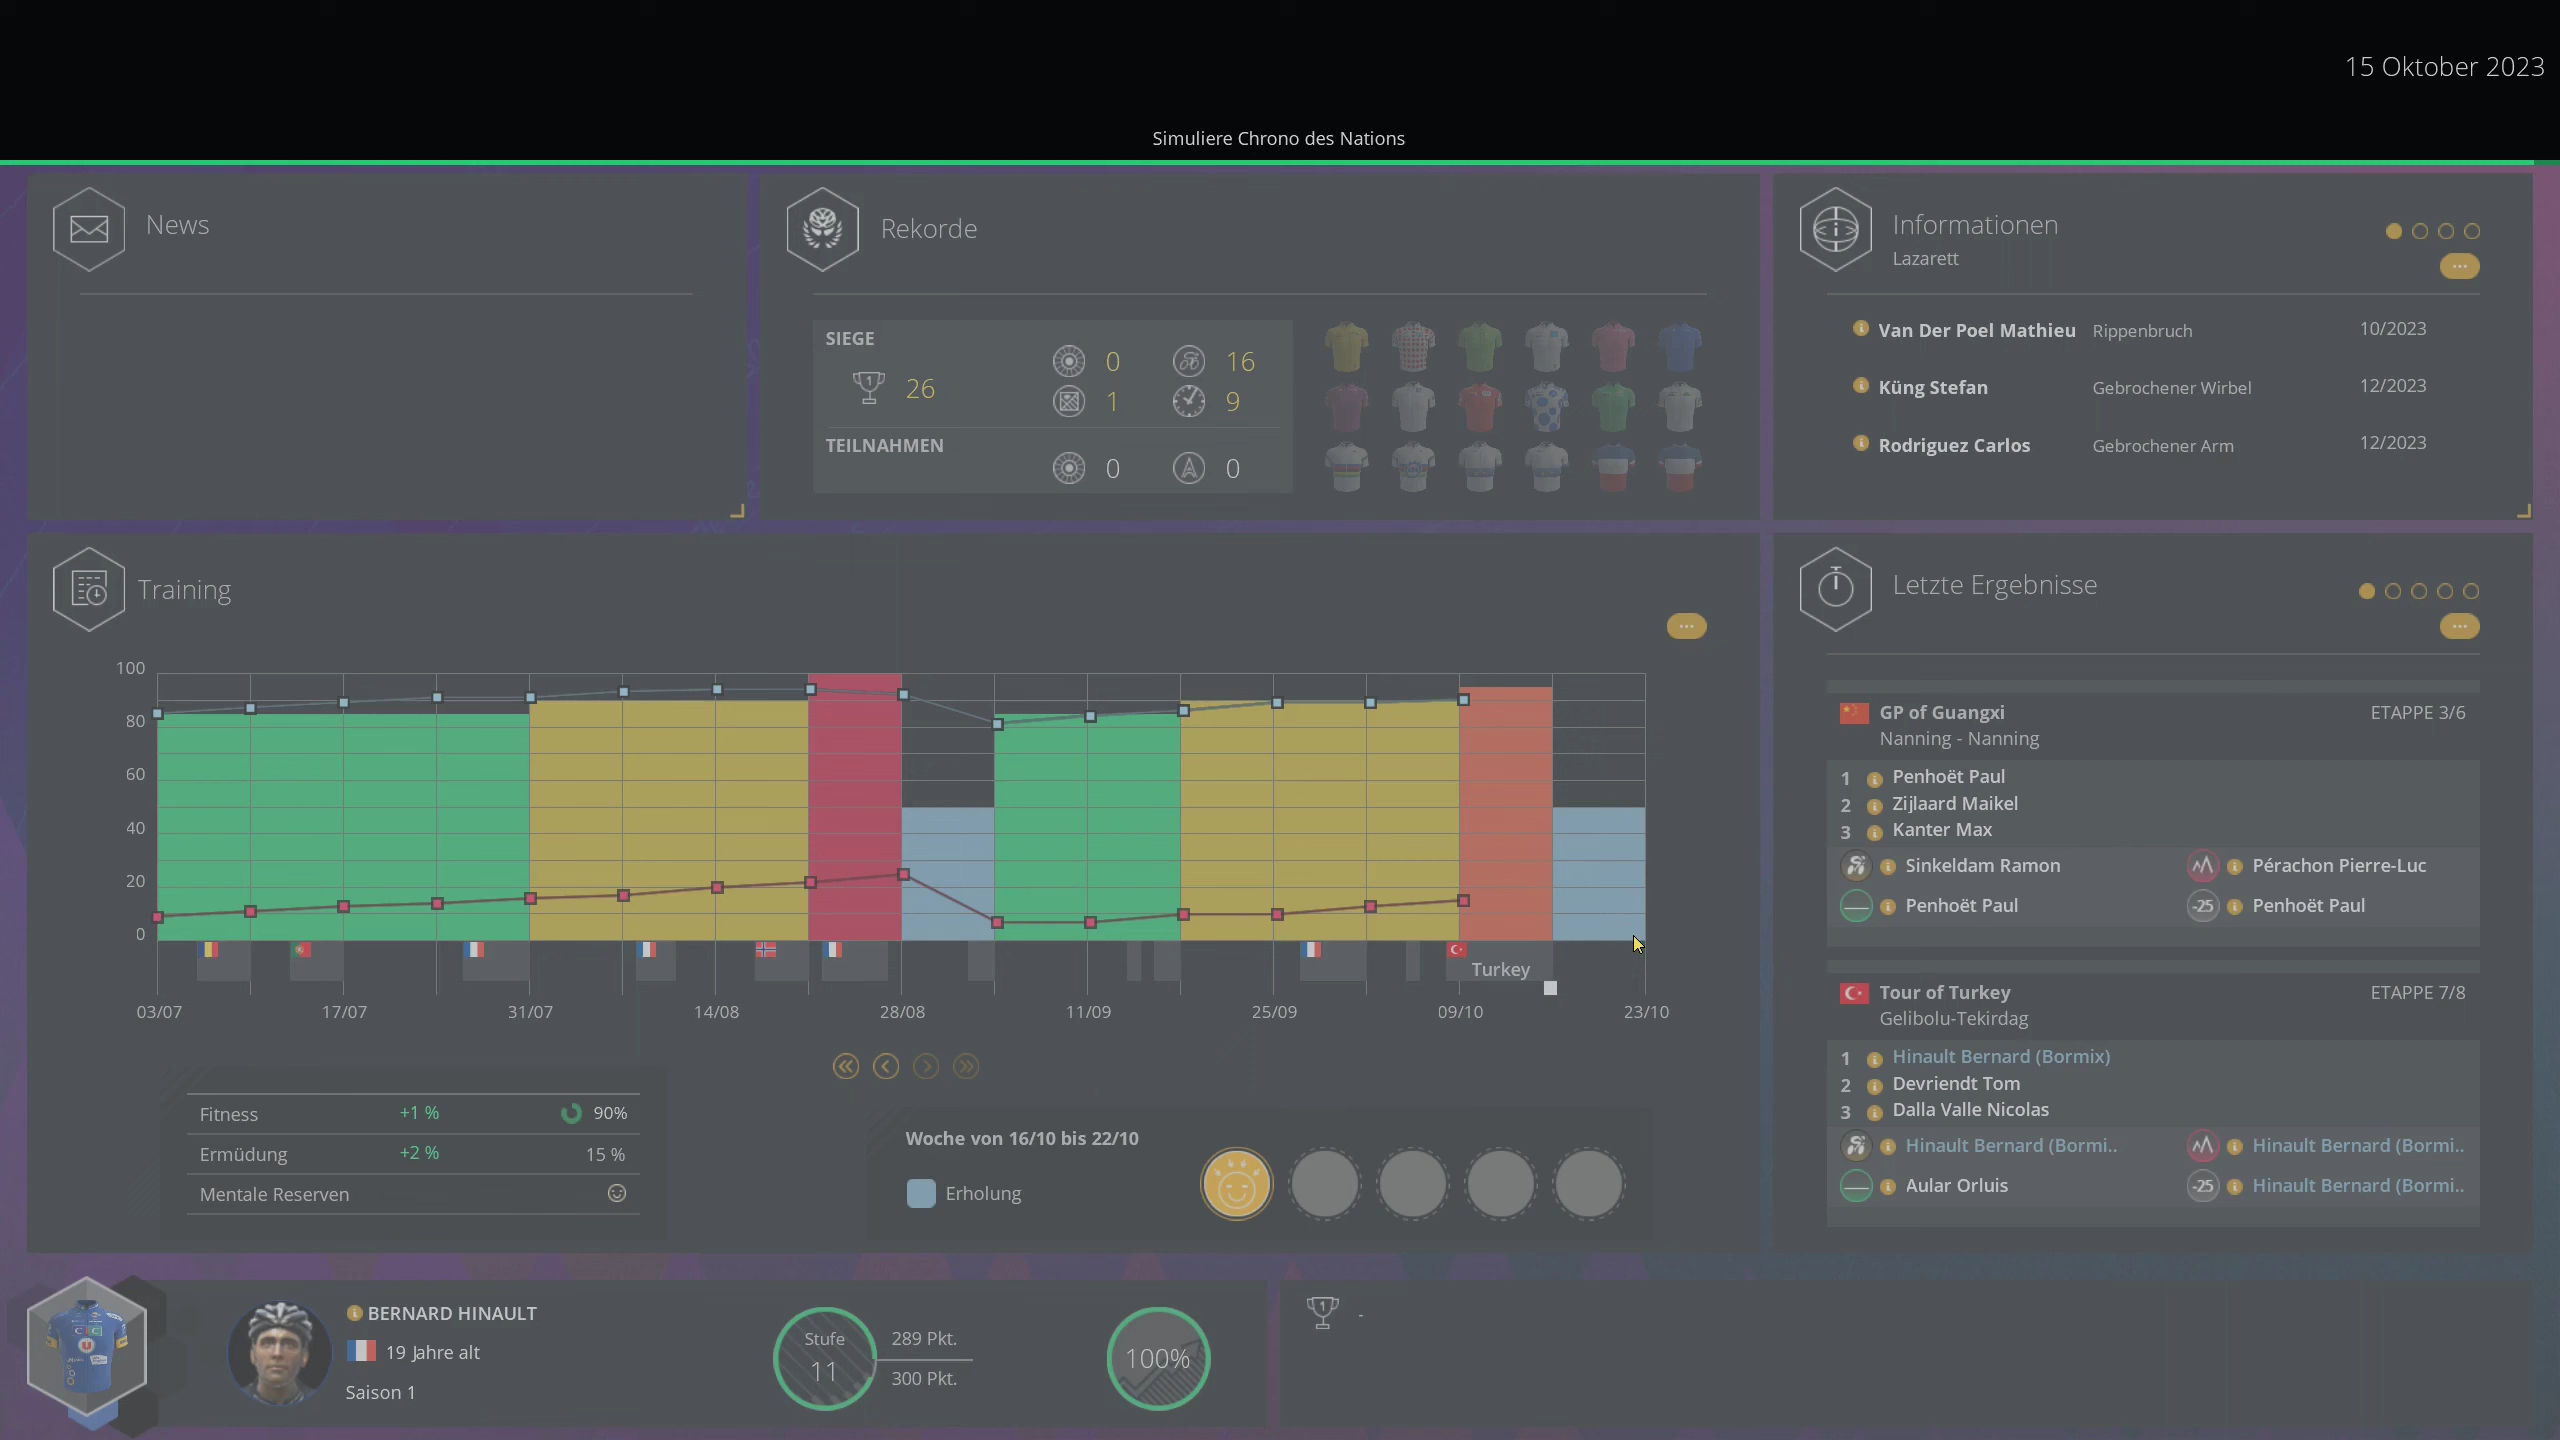 15 Oktober 2023
Simuliere Chrono des Nations
News
Rekorde
SIEGE
26
0
16
1
9
TEILNAHMEN
0
0
Informationen
Lazarett
Van Der Poel Mathieu Rippenbruch 10/2023
Küng Stefan Gebrochener Wirbel 12/2023
Rodriguez Carlos Gebrochener Arm 12/2023
Training
100
80
60
40
20
0
Turkey
03/07 17/07 31/07 14/08 28/08 11/09 25/09 09/10 23/10
Fitness +1 % 90%
Ermüdung +2 % 15 %
Mentale Reserven
Woche von 16/10 bis 22/10
Erholung
Letzte Ergebnisse
GP of Guangxi ETAPPE 3/6
Nanning - Nanning
1 Penhoët Paul
2 Zijlaard Maikel
3 Kanter Max
Sinkeldam Ramon Pérachon Pierre-Luc
Penhoët Paul -25 Penhoët Paul
Tour of Turkey ETAPPE 7/8
Gelibolu-Tekirdag
1 Hinault Bernard (Bormix)
2 Devriendt Tom
3 Dalla Valle Nicolas
Hinault Bernard (Bormi.. Hinault Bernard (Bormi..
Aular Orluis -25 Hinault Bernard (Bormi..
BERNARD HINAULT
19 Jahre alt
Saison 1
Stufe
11
289 Pkt.
300 Pkt.
100%
1 -